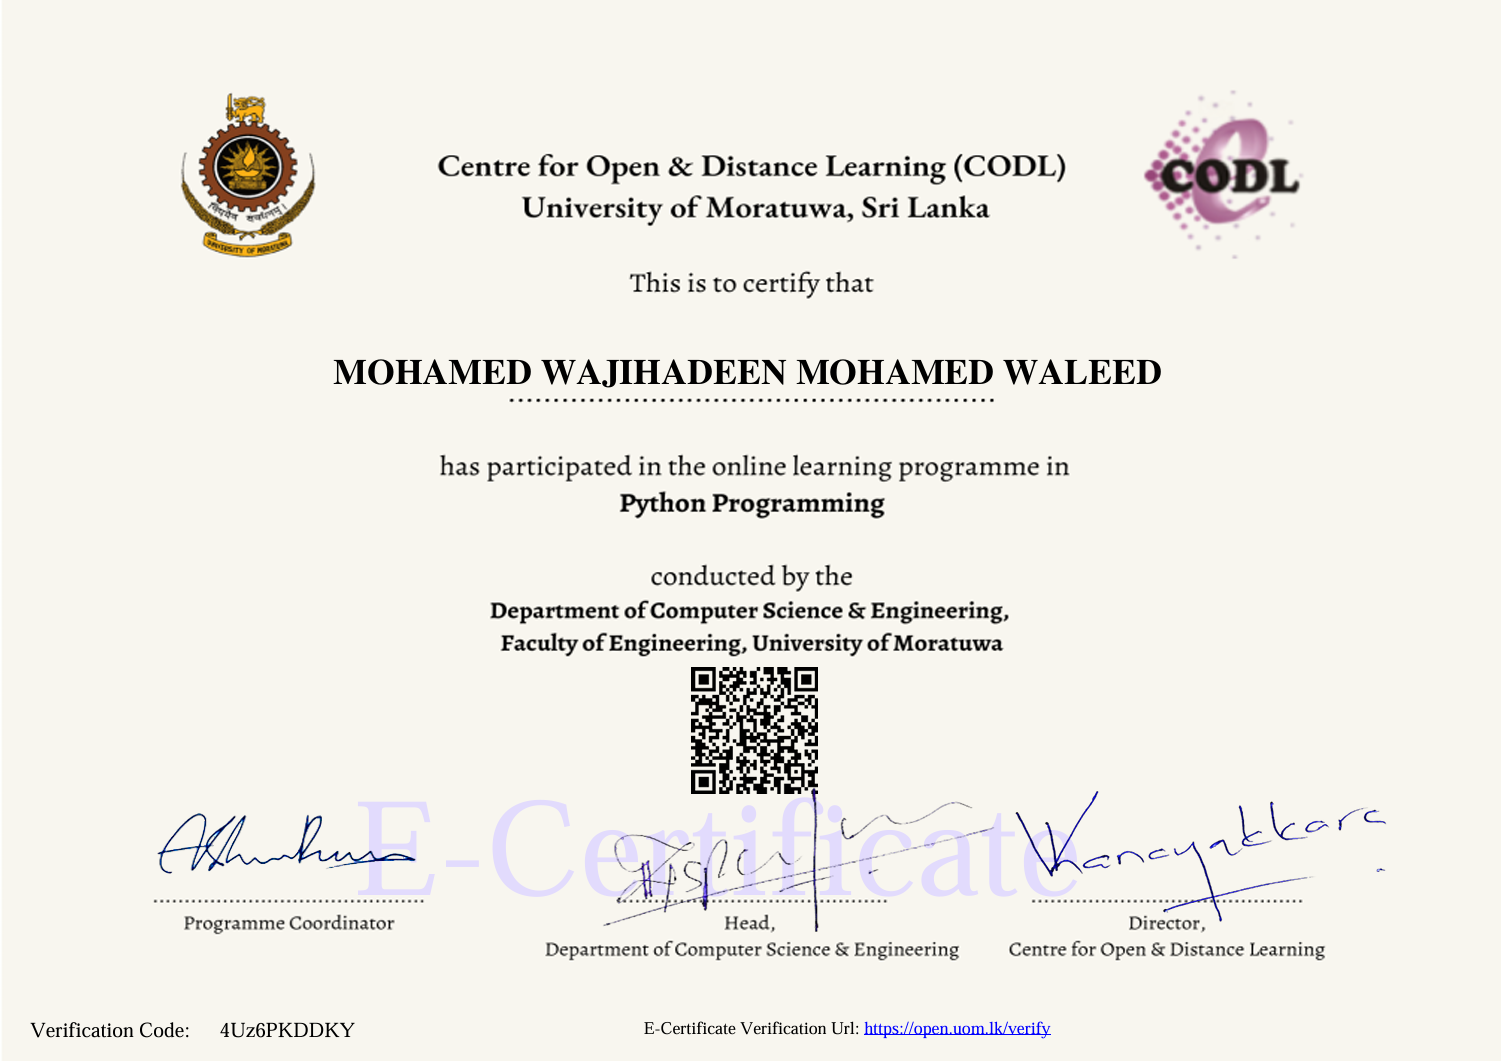 Centre for Open & Distance Learning (CODL)
University of Moratuwa, Sri Lanka
CODL
UNIVERSITY OF MORATUWA
This is to certify that
MOHAMED WAJIHADEEN MOHAMED WALEED
has participated in the online learning programme in
Python Programming
conducted by the
Department of Computer Science & Engineering,
Faculty of Engineering, University of Moratuwa
E-Certificate
Programme Coordinator
Head,
Department of Computer Science & Engineering
Director,
Centre for Open & Distance Learning
Verification Code: 4Uz6PKDDKY
E-Certificate Verification Url: https://open.uom.lk/verify